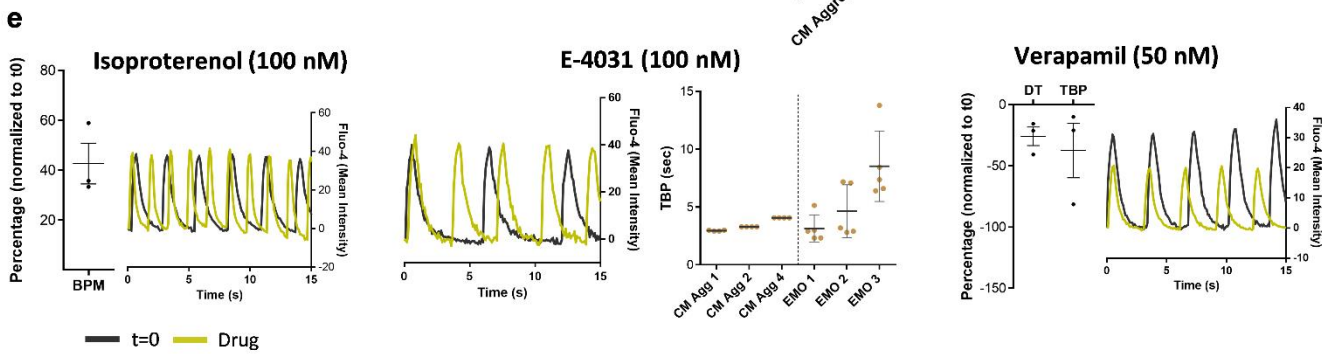 e
CM Aggre
Isoproterenol (100 nM)
E-4031 (100 nM)
Verapamil (50 nM)
Percentage (normalized to t0)
80
60
40
20
BPM
60
40
20
0
-20
Fluo-4 (Mean Intensity)
0
5
10
15
Time (s)
60
40
20
0
Fluo-4 (Mean Intensity)
0
5
10
15
Time (s)
TBP (sec)
15
10
5
0
CM Agg 1
CM Agg 2
CM Agg 4
EMO 1
EMO 2
EMO 3
Percentage (normalized to t0)
DT TBP
0
-50
-100
-150
40
30
20
10
0
-10
Fluo-4 (Mean Intensity)
0
5
10
15
Time (s)
t=0 Drug